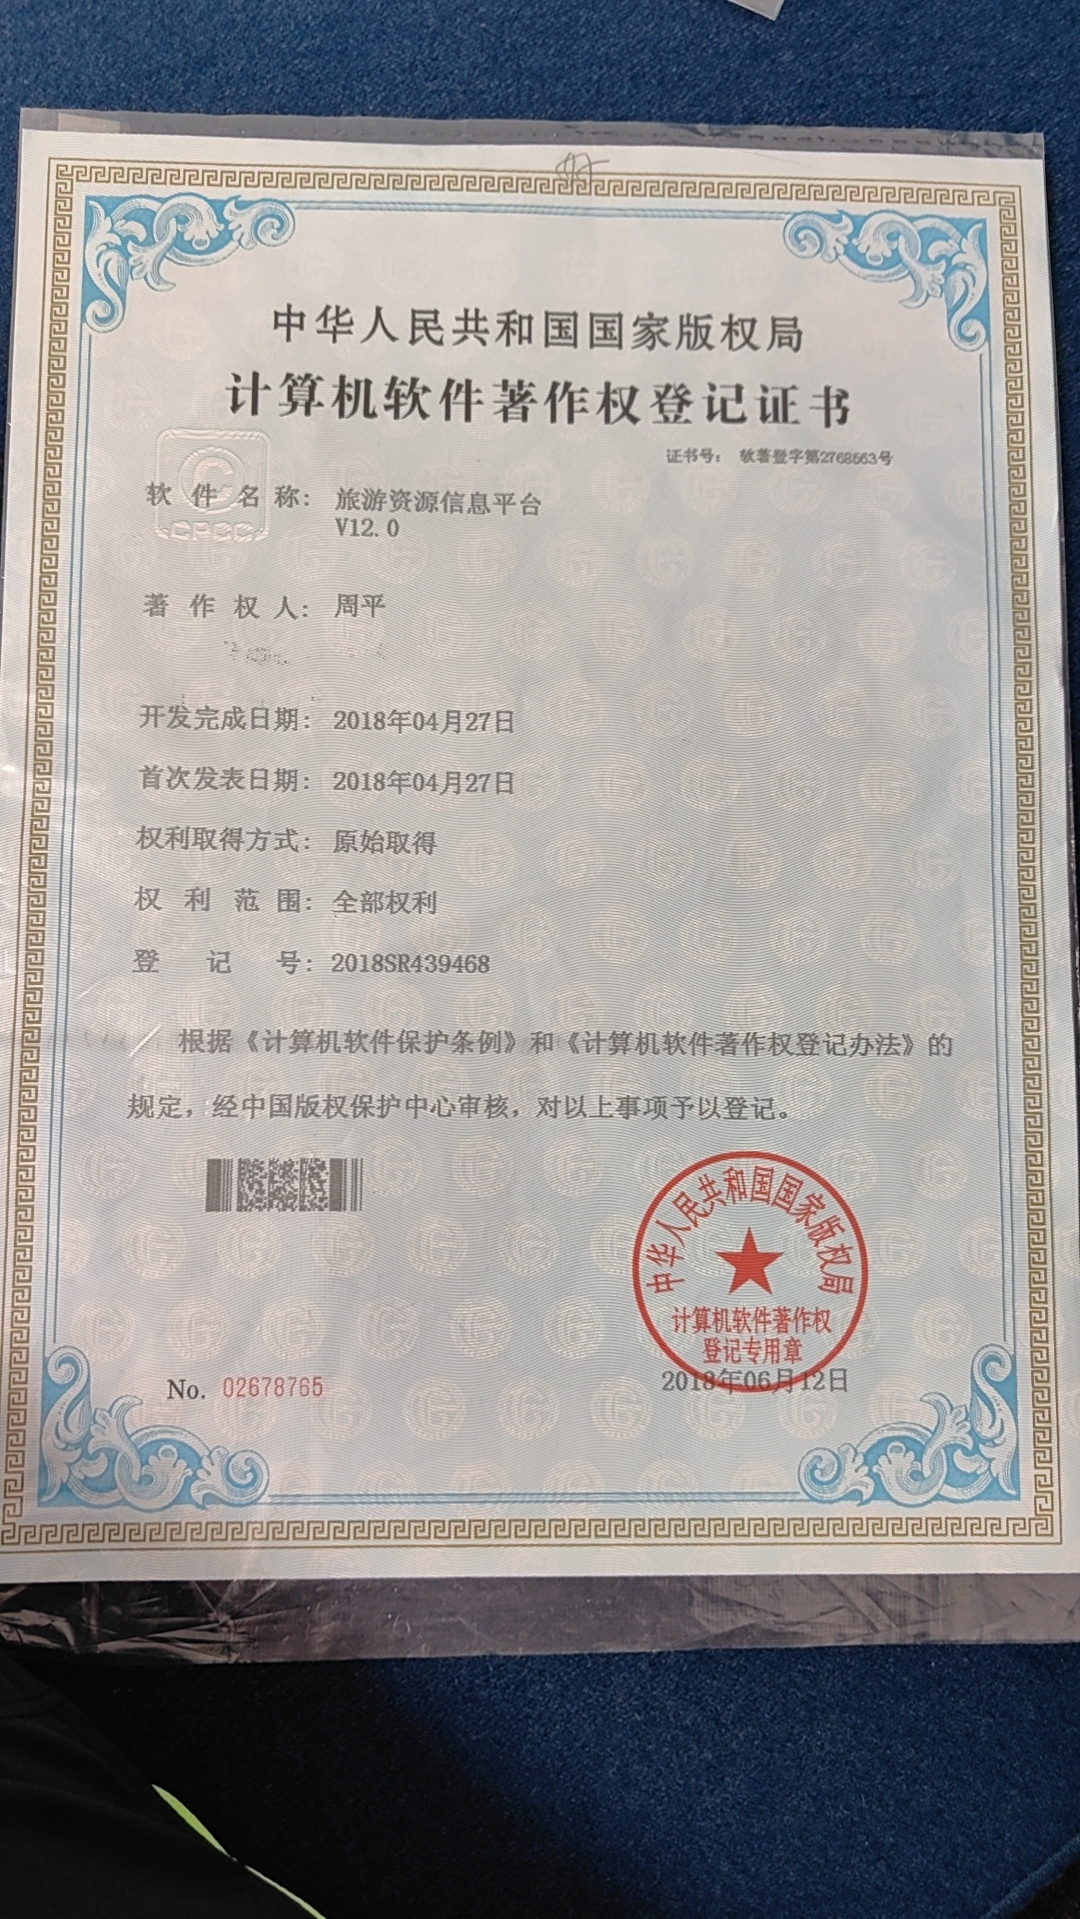 中华人民共和国国家版权局
计算机软件著作权登记证书
证书号： 软著登字第2768563号
CPCC
软件名称： 旅游资源信息平台
V12.0
著作权人： 周平
开发完成日期： 2018年04月27日
首次发表日期： 2018年04月27日
权利取得方式： 原始取得
权利范围： 全部权利
登记号： 2018SR439468
根据《计算机软件保护条例》和《计算机软件著作权登记办法》的
规定，经中国版权保护中心审核，对以上事项予以登记。
中华人民共和国国家版权局
计算机软件著作权
登记专用章
No. 02678765
2018年06月12日